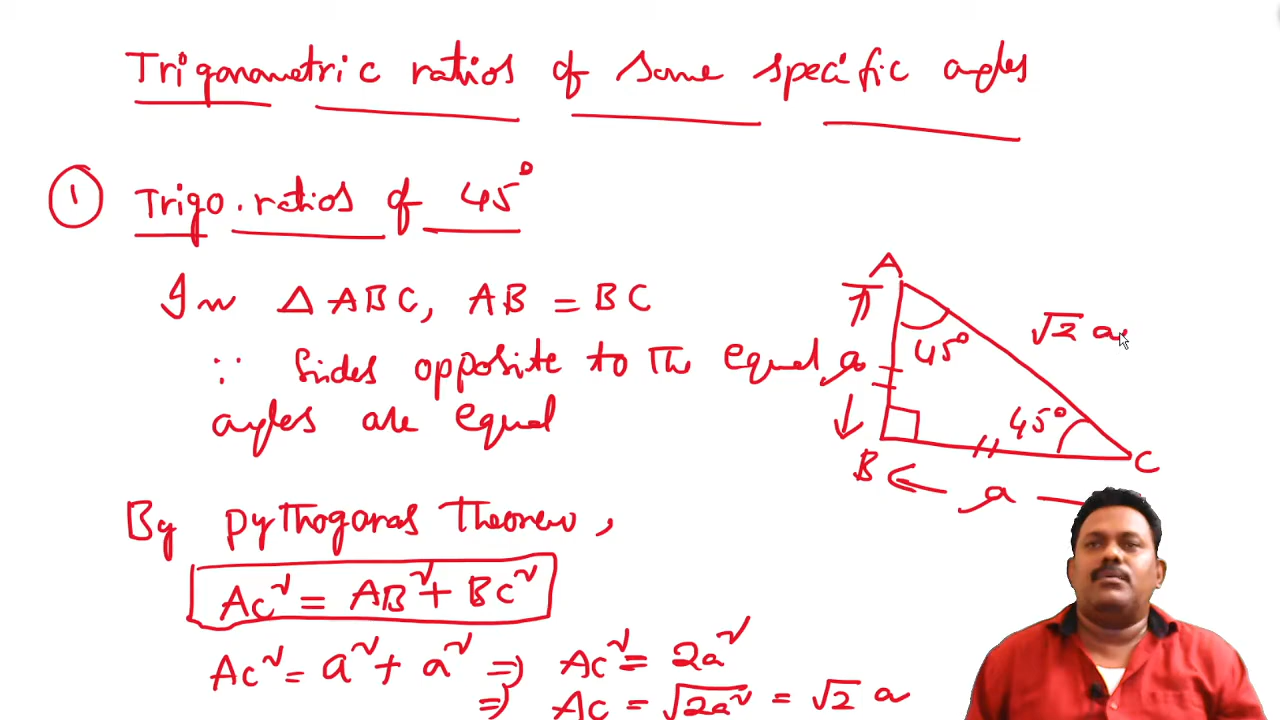 Trigonometric ratios of some specific angles
① Trigo. ratios of 45°
In △ ABC, AB = BC
∵ Sides opposite to the equal
angles are equal
A
√2 a
45°
a
45°
B
C
a
By pythogoras theorem,
AC² = AB² + BC²
AC² = a² + a² ⇒ AC² = 2a²
⇒ AC = √2a² = √2 a